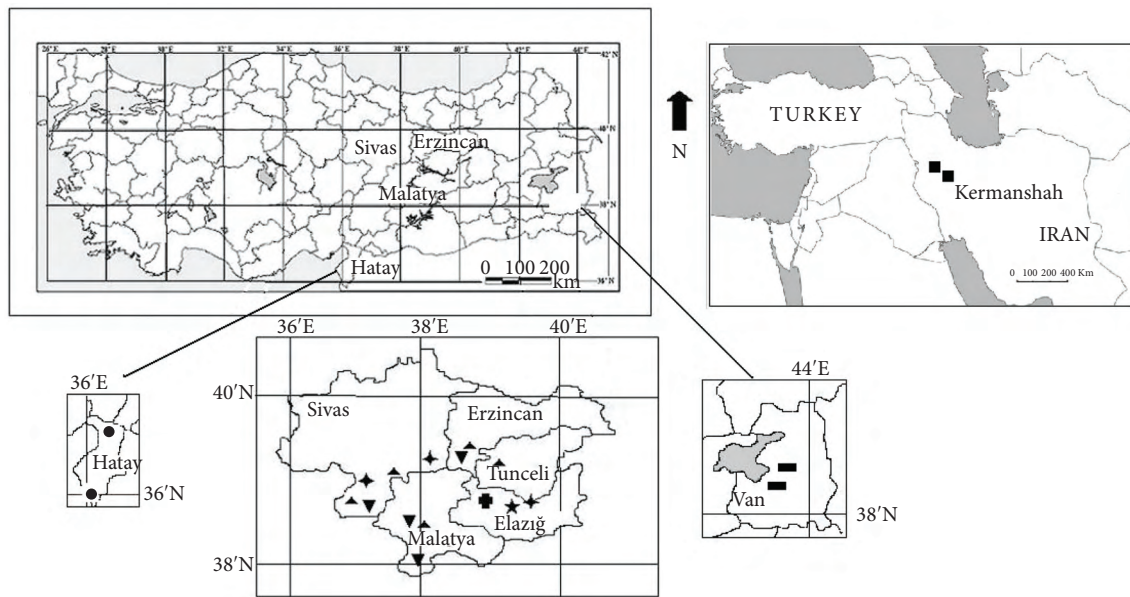 26°E 28° 30° 32° 34° 36° 38° 40° 42° 44°E 42°N
40°N
Sivas Erzincan
Malatya
38°N
Hatay
0 100 200
km
36°N
N
TURKEY
Kermanshah
IRAN
0 100 200 400 Km
36′E
36′N
Hatay
36′E 38′E 40′E
40′N
38′N
Sivas
Erzincan
Tunceli
Elazığ
Malatya
44′E
Van
38′N